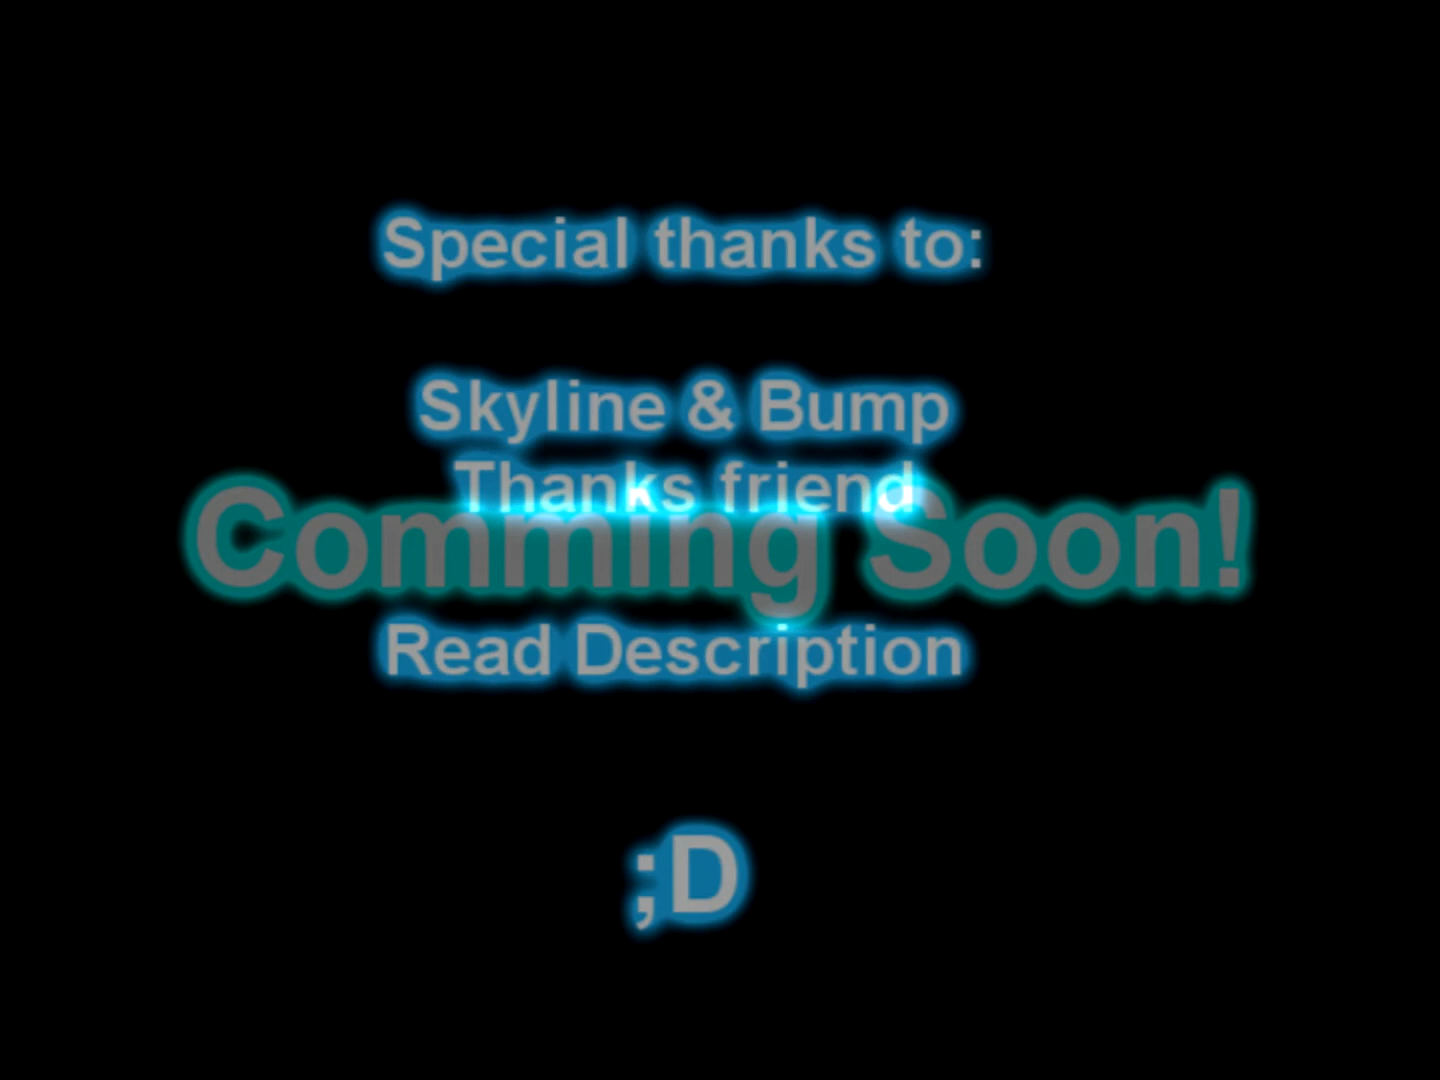 Special thanks to:
Skyline & Bump
Thanks friend
Comming Soon!
Read Description
;D